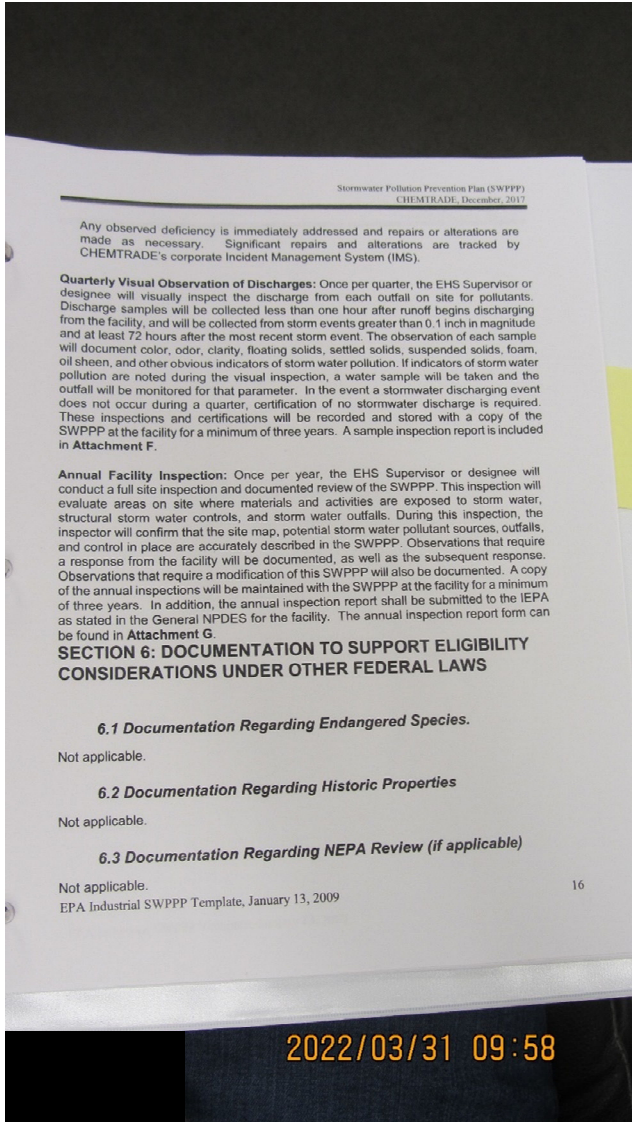 Stormwater Pollution Prevention Plan (SWPPP)
CHEMTRADE, December, 2017
Any observed deficiency is immediately addressed and repairs or alterations are
made as necessary. Significant repairs and alterations are tracked by
CHEMTRADE's corporate Incident Management System (IMS).
Quarterly Visual Observation of Discharges: Once per quarter, the EHS Supervisor or
designee will visually inspect the discharge from each outfall on site for pollutants.
Discharge samples will be collected less than one hour after runoff begins discharging
from the facility, and will be collected from storm events greater than 0.1 inch in magnitude
and at least 72 hours after the most recent storm event. The observation of each sample
will document color, odor, clarity, floating solids, settled solids, suspended solids, foam,
oil sheen, and other obvious indicators of storm water pollution. If indicators of storm water
pollution are noted during the visual inspection, a water sample will be taken and the
outfall will be monitored for that parameter. In the event a stormwater discharging event
does not occur during a quarter, certification of no stormwater discharge is required.
These inspections and certifications will be recorded and stored with a copy of the
SWPPP at the facility for a minimum of three years. A sample inspection report is included
in Attachment F.
Annual Facility Inspection: Once per year, the EHS Supervisor or designee will
conduct a full site inspection and documented review of the SWPPP. This inspection will
evaluate areas on site where materials and activities are exposed to storm water,
structural storm water controls, and storm water outfalls. During this inspection, the
inspector will confirm that the site map, potential storm water pollutant sources, outfalls,
and control in place are accurately described in the SWPPP. Observations that require
a response from the facility will be documented, as well as the subsequent response.
Observations that require a modification of this SWPPP will also be documented. A copy
of the annual inspections will be maintained with the SWPPP at the facility for a minimum
of three years. In addition, the annual inspection report shall be submitted to the IEPA
as stated in the General NPDES for the facility. The annual inspection report form can
be found in Attachment G.
SECTION 6: DOCUMENTATION TO SUPPORT ELIGIBILITY
CONSIDERATIONS UNDER OTHER FEDERAL LAWS
6.1 Documentation Regarding Endangered Species.
Not applicable.
6.2 Documentation Regarding Historic Properties
Not applicable.
6.3 Documentation Regarding NEPA Review (if applicable)
Not applicable.
16
EPA Industrial SWPPP Template, January 13, 2009
2022/03/31 09:58